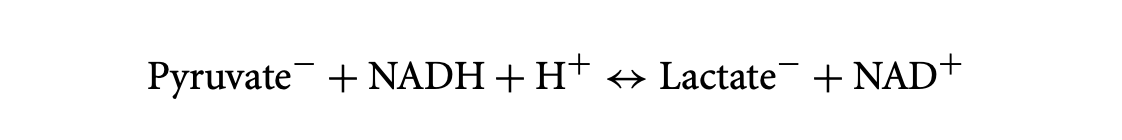 Pyruvate⁻ + NADH + H⁺ ↔ Lactate⁻ + NAD⁺